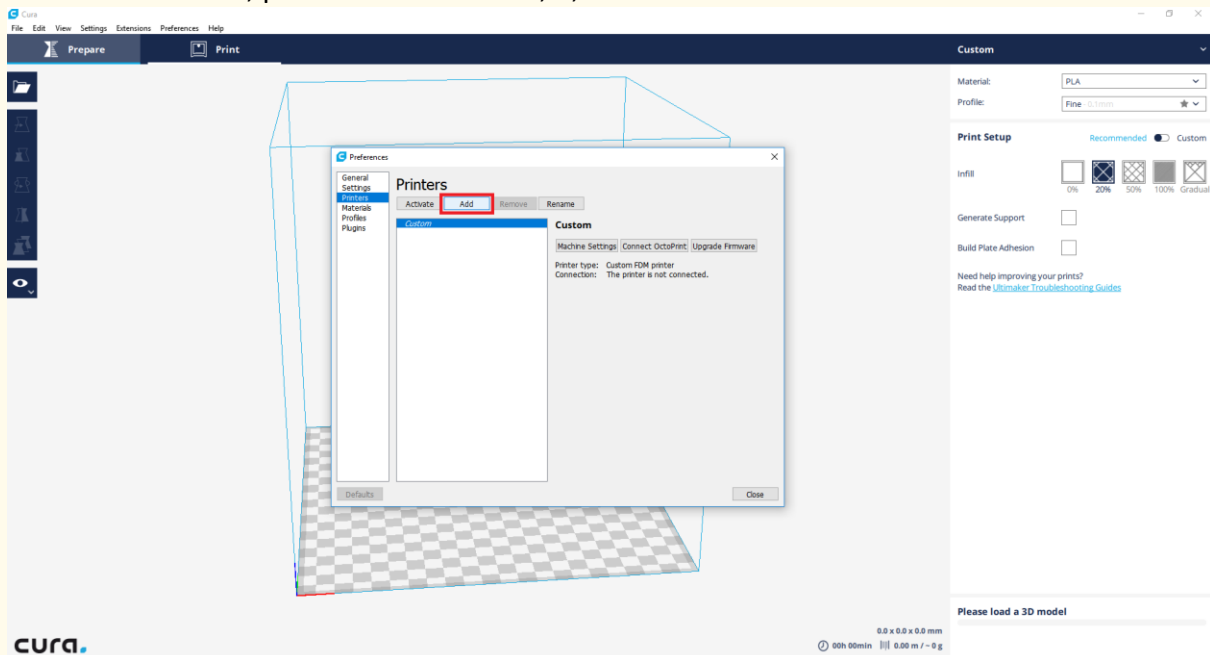 Cura
File Edit View Settings Extensions Preferences Help
Prepare Print Custom
Material: PLA
Profile: Fine 0.1mm
Print Setup Recommended Custom
Infill
0% 20% 50% 100% Gradual
Generate Support
Build Plate Adhesion
Need help improving your prints?
Read the Ultimaker Troubleshooting Guides
Preferences
General
Settings
Printers
Materials
Profiles
Plugins
Printers
Activate Add Remove Rename
Custom
Custom
Machine Settings Connect OctoPrint Upgrade Firmware
Printer type: Custom FDM printer
Connection: The printer is not connected.
Defaults Close
Please load a 3D model
0.0 x 0.0 x 0.0 mm
00h 00min 0.00 m / ~ 0 g
cura.